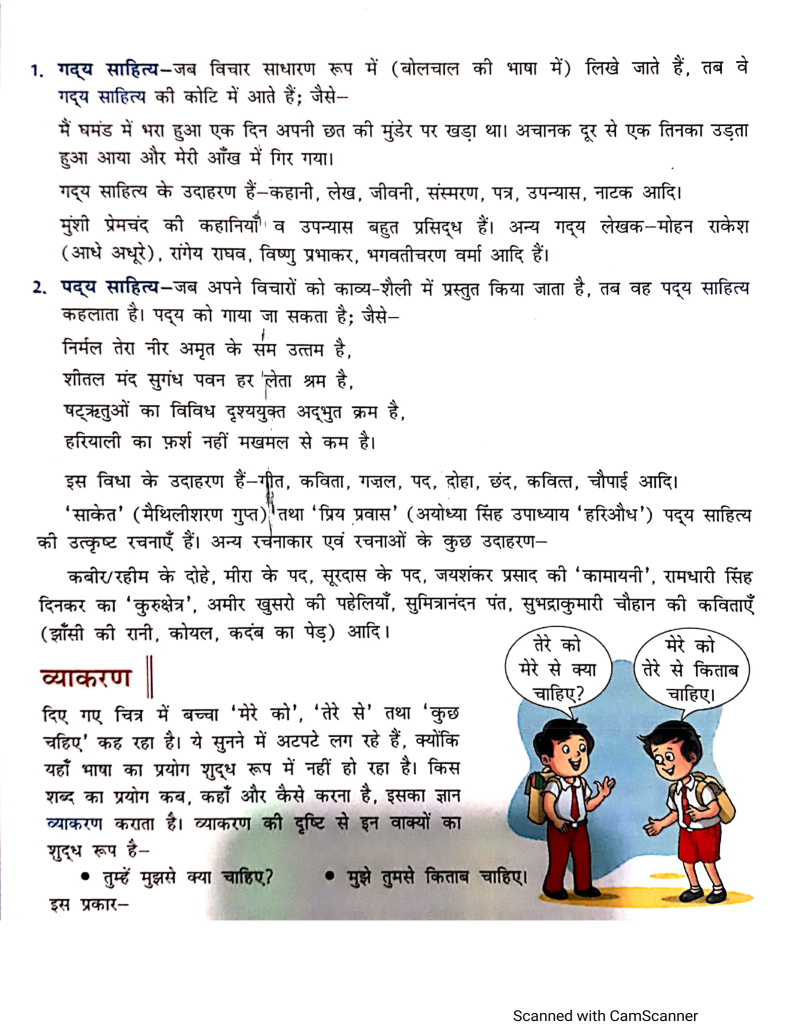 1. गद्य साहित्य–जब विचार साधारण रूप में (बोलचाल की भाषा में) लिखे जाते हैं, तब वे
गद्य साहित्य की कोटि में आते हैं; जैसे–
मैं घमंड में भरा हुआ एक दिन अपनी छत की मुंडेर पर खड़ा था। अचानक दूर से एक तिनका उड़ता
हुआ आया और मेरी आँख में गिर गया।
गद्य साहित्य के उदाहरण हैं–कहानी, लेख, जीवनी, संस्मरण, पत्र, उपन्यास, नाटक आदि।
मुंशी प्रेमचंद की कहानियाँ व उपन्यास बहुत प्रसिद्ध हैं। अन्य गद्य लेखक–मोहन राकेश
(आधे अधूरे), रांगेय राघव, विष्णु प्रभाकर, भगवतीचरण वर्मा आदि हैं।
2. पद्य साहित्य–जब अपने विचारों को काव्य-शैली में प्रस्तुत किया जाता है, तब वह पद्य साहित्य
कहलाता है। पद्य को गाया जा सकता है; जैसे–
निर्मल तेरा नीर अमृत के सम उत्तम है,
शीतल मंद सुगंध पवन हर लेता श्रम है,
षट्ऋतुओं का विविध दृश्ययुक्त अद्भुत क्रम है,
हरियाली का फ़र्श नहीं मखमल से कम है।
इस विधा के उदाहरण हैं–गीत, कविता, गज़ल, पद, दोहा, छंद, कवित्त, चौपाई आदि।
‘साकेत’ (मैथिलीशरण गुप्त) तथा ‘प्रिय प्रवास’ (अयोध्या सिंह उपाध्याय ‘हरिऔध’) पद्य साहित्य
की उत्कृष्ट रचनाएँ हैं। अन्य रचनाकार एवं रचनाओं के कुछ उदाहरण–
कबीर/रहीम के दोहे, मीरा के पद, सूरदास के पद, जयशंकर प्रसाद की ‘कामायनी’, रामधारी सिंह
दिनकर का ‘कुरुक्षेत्र’, अमीर खुसरो की पहेलियाँ, सुमित्रानंदन पंत, सुभद्राकुमारी चौहान की कविताएँ
(झाँसी की रानी, कोयल, कदंब का पेड़) आदि।
व्याकरण
दिए गए चित्र में बच्चा ‘मेरे को’, ‘तेरे से’ तथा ‘कुछ
चहिए’ कह रहा है। ये सुनने में अटपटे लग रहे हैं, क्योंकि
यहाँ भाषा का प्रयोग शुद्ध रूप में नहीं हो रहा है। किस
शब्द का प्रयोग कब, कहाँ और कैसे करना है, इसका ज्ञान
व्याकरण कराता है। व्याकरण की दृष्टि से इन वाक्यों का
शुद्ध रूप है–
तेरे को
मेरे से क्या
चाहिए?
मेरे को
तेरे से किताब
चाहिए।
• तुम्हें मुझसे क्या चाहिए? • मुझे तुमसे किताब चाहिए।
इस प्रकार–
Scanned with CamScanner